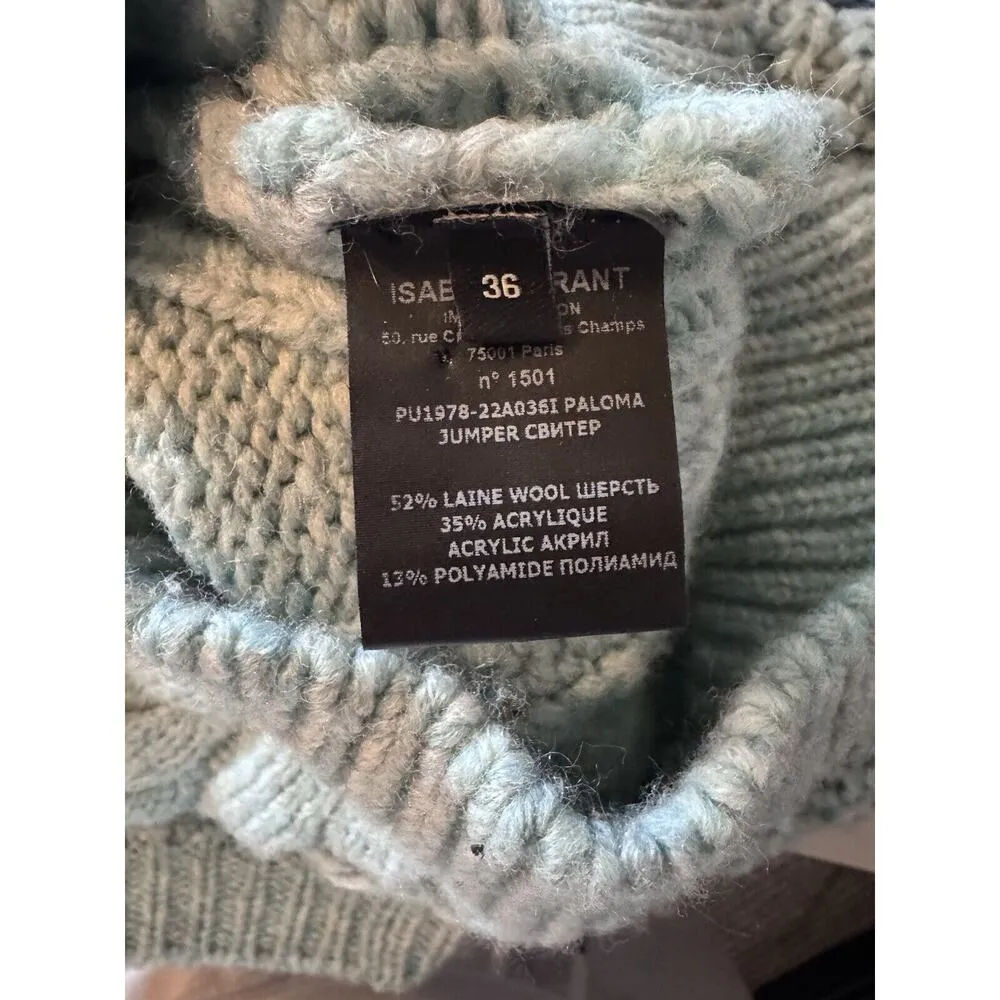 36
ISAB RANT
IM ON
50, rue C s Champs
75001 Paris
n° 1501
PU1978-22A036I PALOMA
JUMPER СВИТЕР
52% LAINE WOOL ШЕРСТЬ
35% ACRYLIQUE
ACRYLIC АКРИЛ
13% POLYAMIDE ПОЛИАМИД